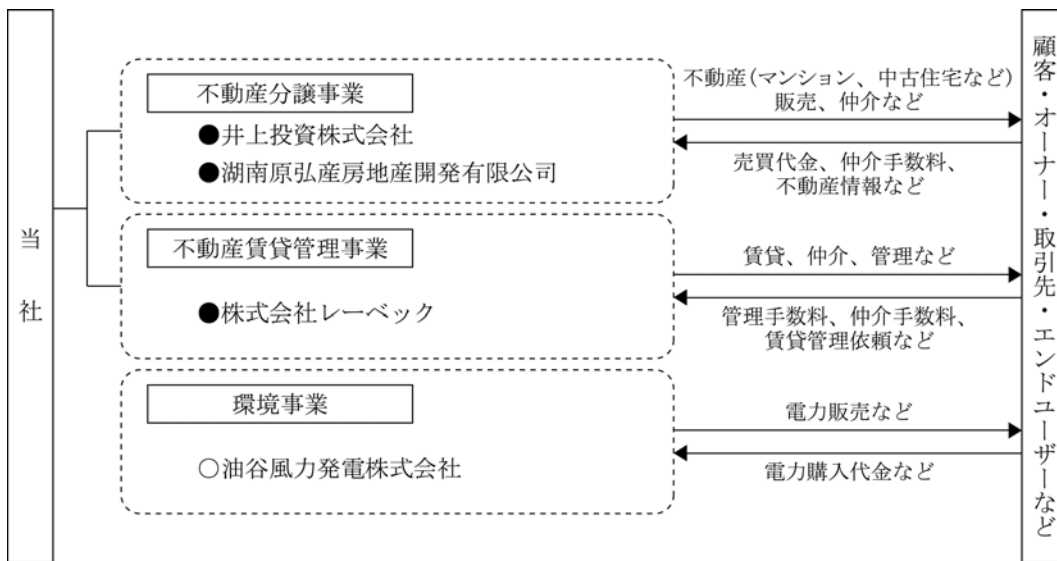 当社
不動産分譲事業
●井上投資株式会社
●湖南原弘産房地産開発有限公司
不動産(マンション、中古住宅など)
販売、仲介など
売買代金、仲介手数料、
不動産情報など
不動産賃貸管理事業
●株式会社レーベック
賃貸、仲介、管理など
管理手数料、仲介手数料、
賃貸管理依頼など
環境事業
○油谷風力発電株式会社
電力販売など
電力購入代金など
顧客・オーナー・取引先・エンドユーザーなど